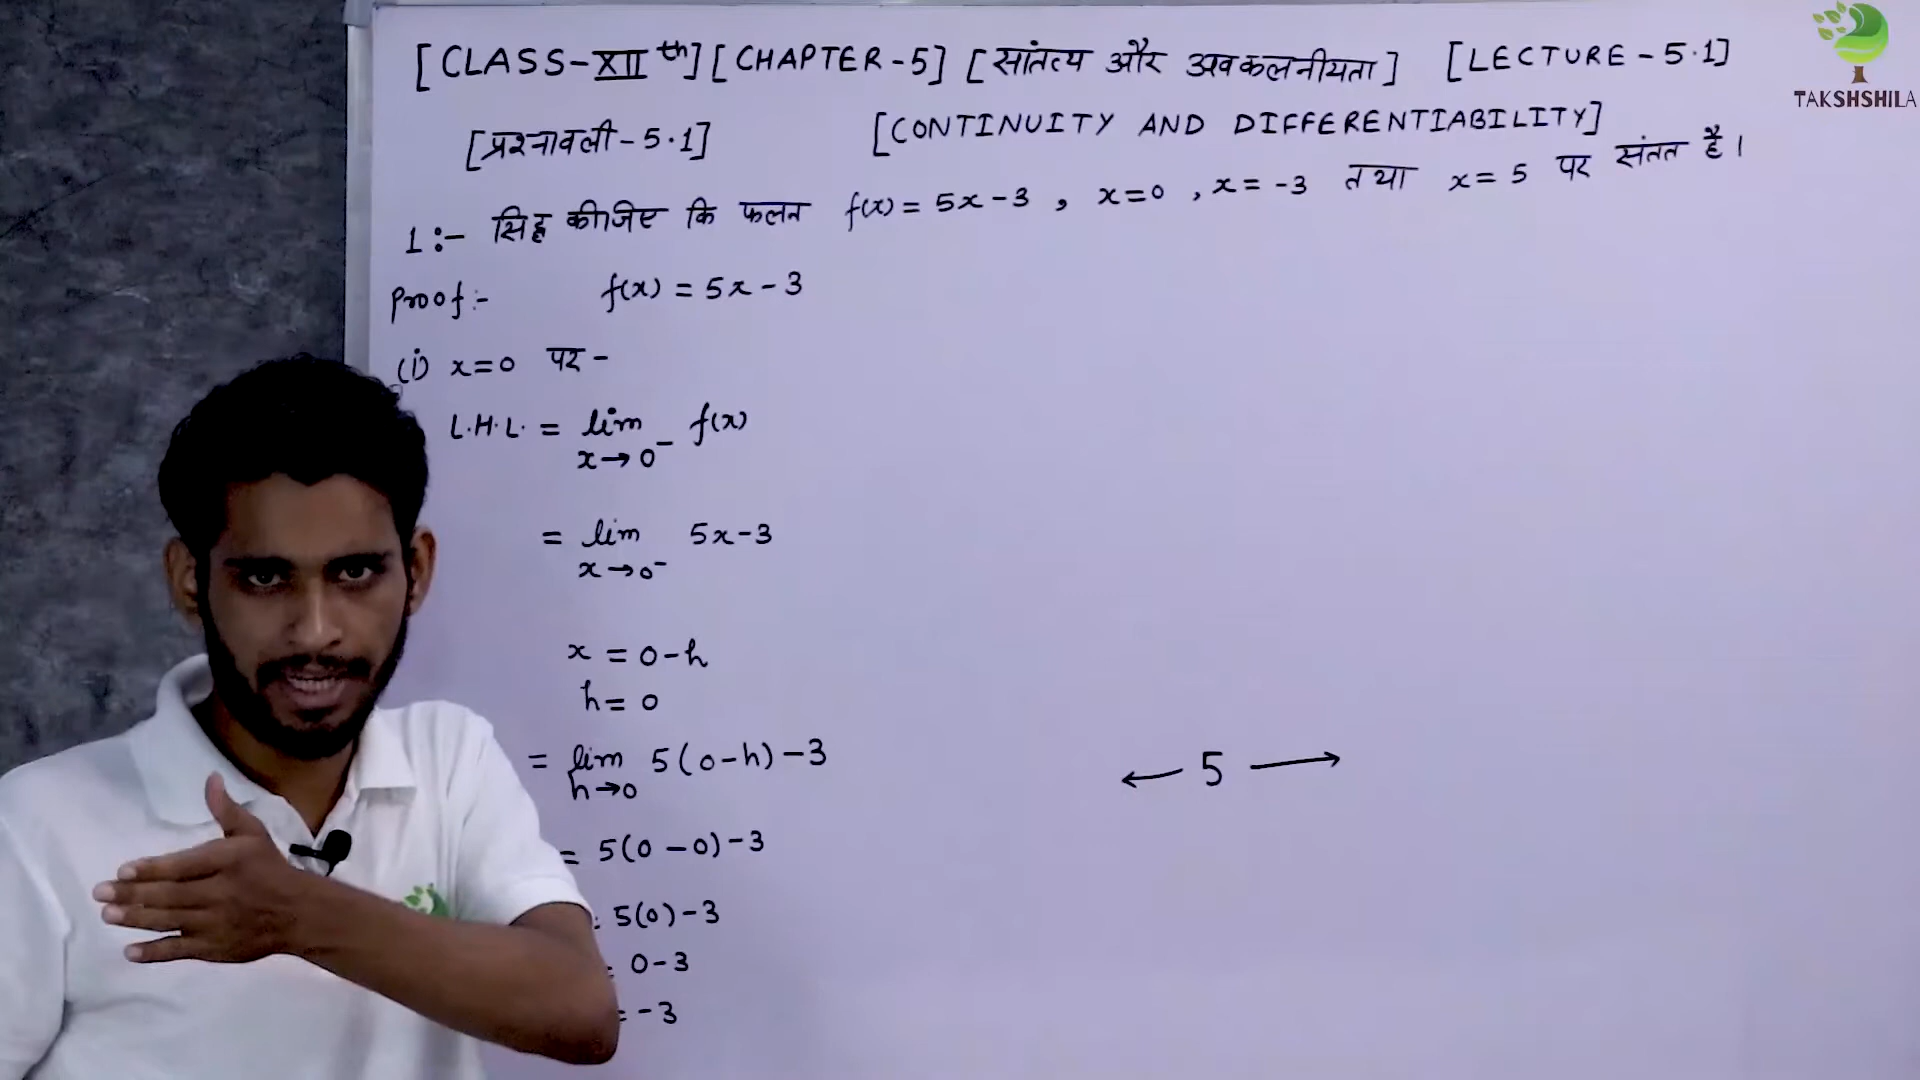 [CLASS-XII th] [CHAPTER-5] [सांतत्य और अवकलनीयता] [LECTURE-5.1]
TAKSHSHILA
[प्रश्नावली-5.1] [CONTINUITY AND DIFFERENTIABILITY]
1:- सिद्ध कीजिए कि फलन f(x) = 5x-3 , x=0 , x= -3 तथा x= 5 पर संतत है।
Proof:- f(x) = 5x-3
(i) x=0 पर -
L.H.L. = lim f(x)
x→0⁻
= lim 5x-3
x→0⁻
x = 0-h
h= 0
= lim 5(0-h)-3
h→0
← 5 →
= 5(0-0)-3
= 5(0)-3
= 0-3
= -3